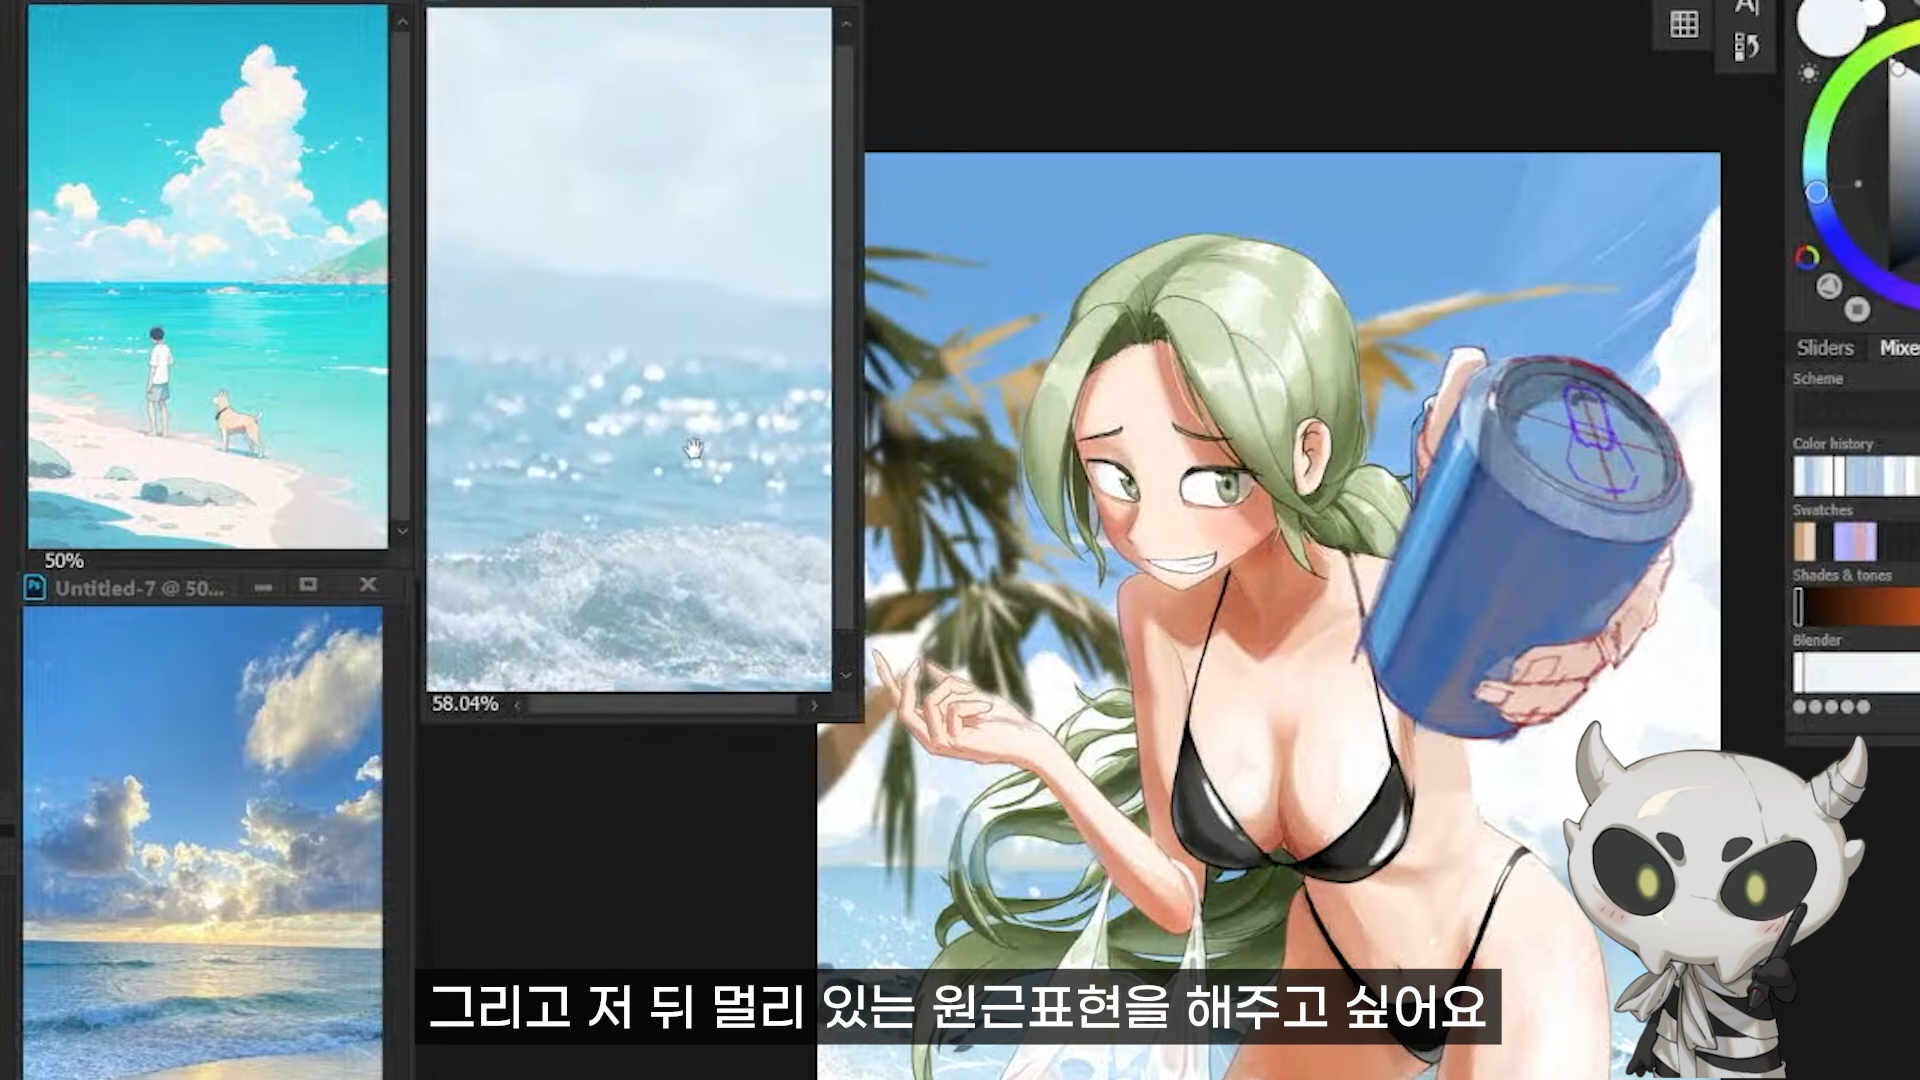 50%
Ps Untitled-7 @ 50...
58.04%
A|
Sliders
Scheme
Color history
Swatches
Shades & tones
Blender
그리고 저 뒤 멀리 있는 원근표현을 해주고 싶어요